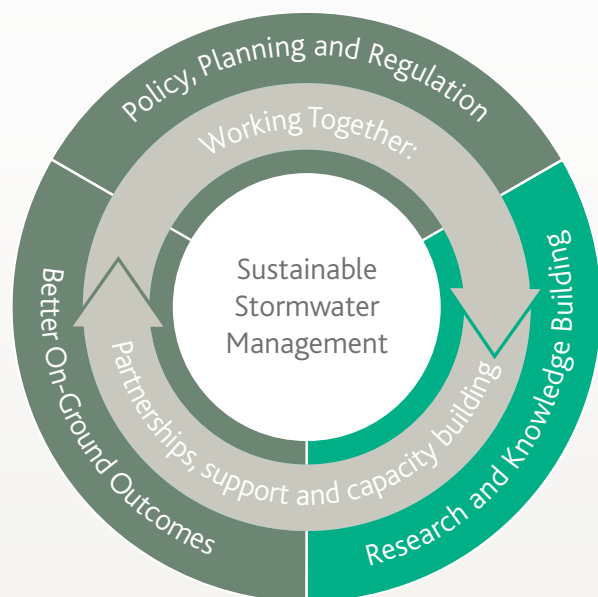 Policy, Planning and Regulation
Working Together:
Sustainable
Stormwater
Management
Better On-Ground Outcomes
Partnerships, support and capacity building
Research and Knowledge Building